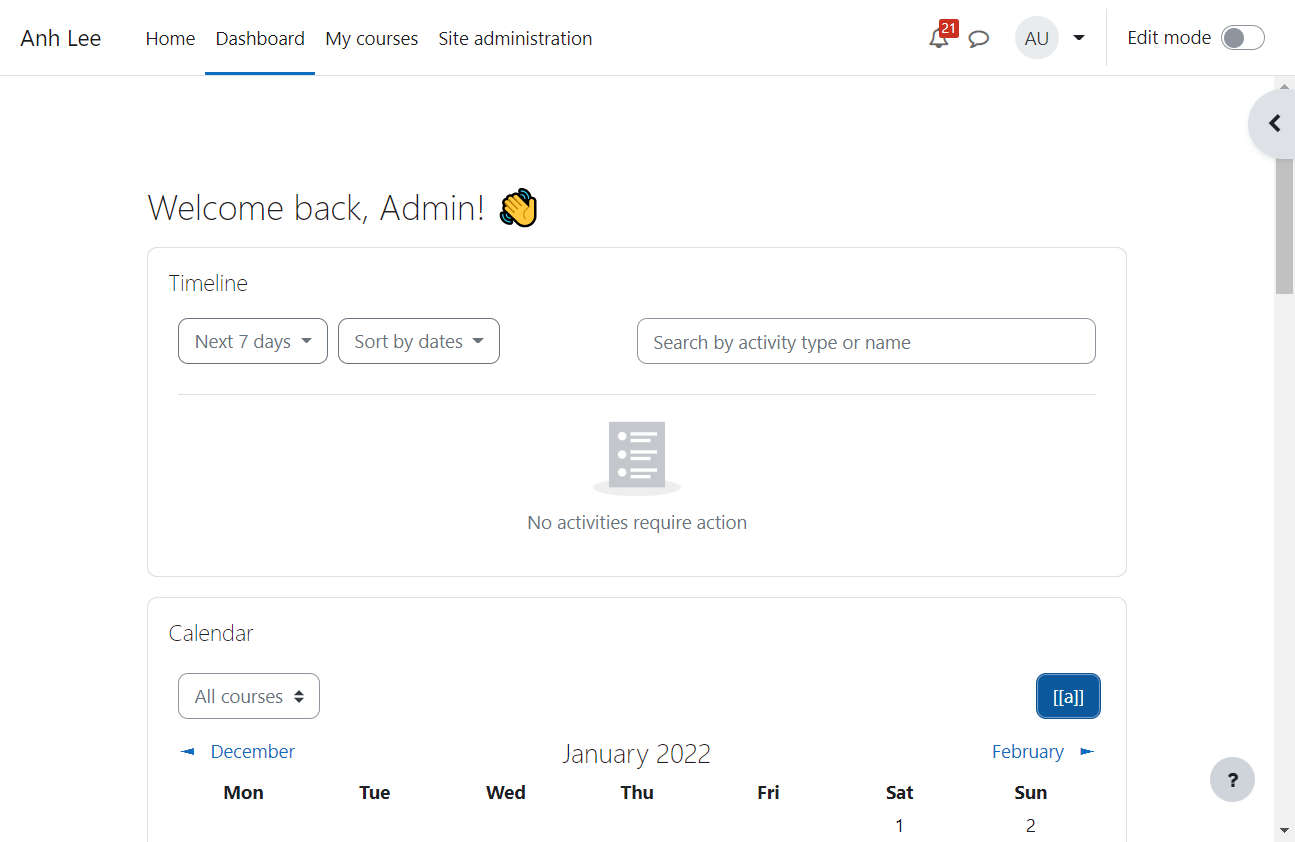 Anh Lee Home Dashboard My courses Site administration 21 AU Edit mode
Welcome back, Admin! 👋
Timeline
Next 7 days Sort by dates Search by activity type or name
No activities require action
Calendar
All courses [[a]]
◄ December January 2022 February ►
Mon Tue Wed Thu Fri Sat Sun
1 2
?